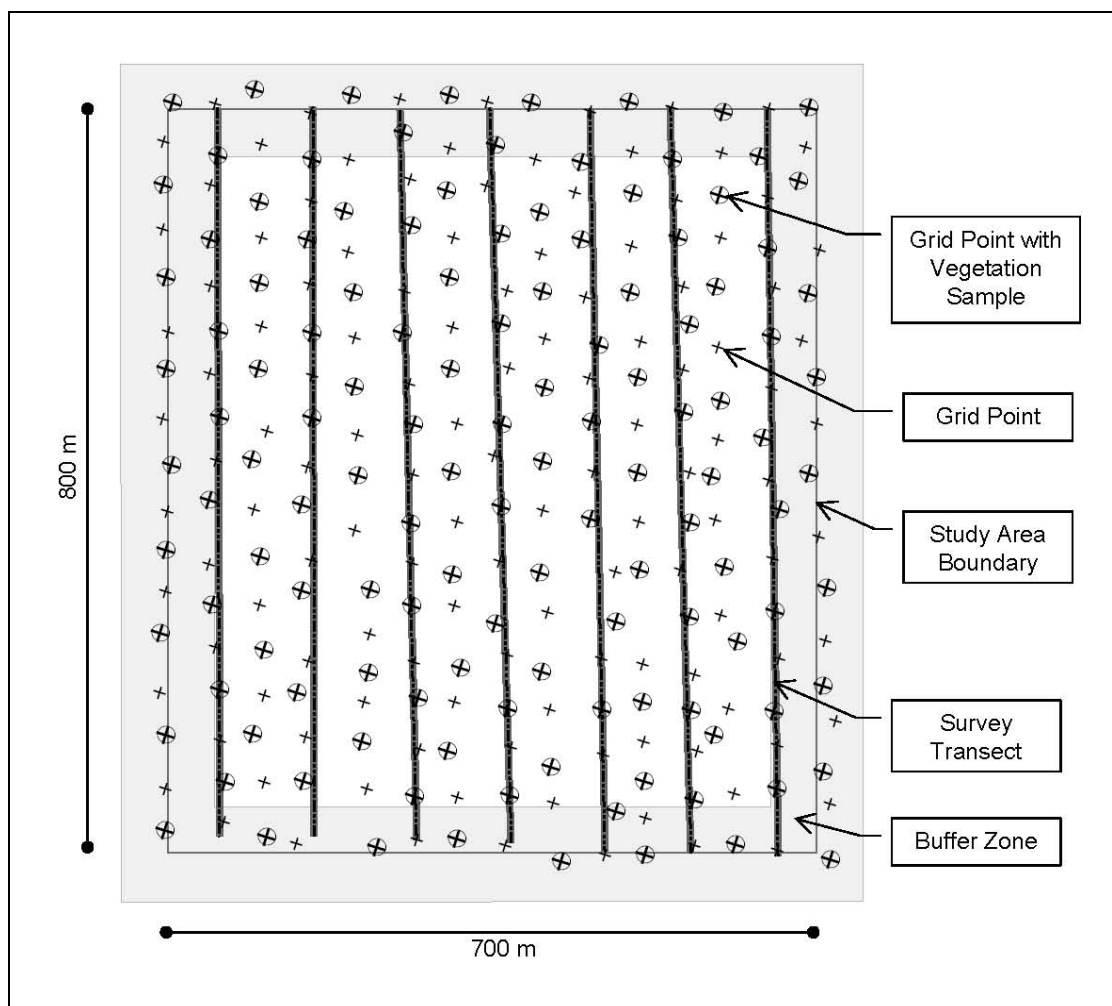 Grid Point with
Vegetation
Sample
Grid Point
Study Area
Boundary
Survey
Transect
Buffer Zone
800 m
700 m